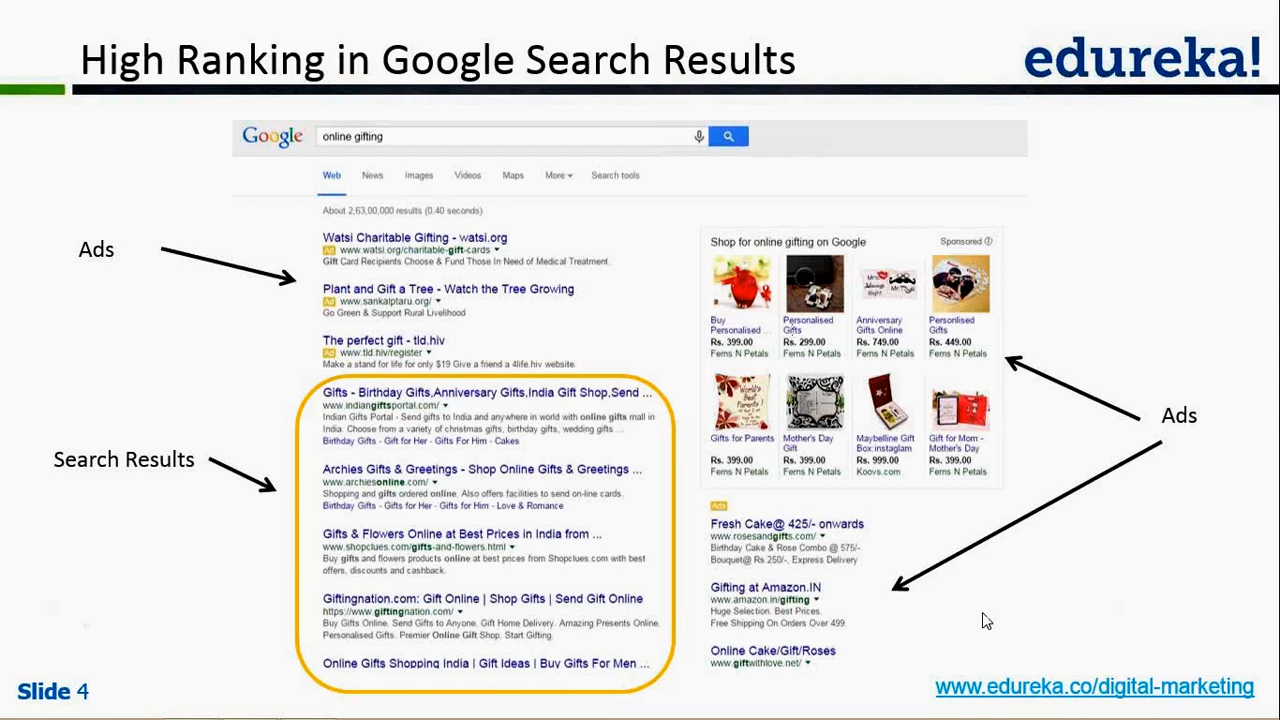 High Ranking in Google Search Results
edureka!
Google
online gifting
Web News Images Videos Maps More Search tools
About 2,63,00,000 results (0.40 seconds)
Ads
Watsi Charitable Gifting - watsi.org
Ad www.watsi.org/charitable-gift-cards
Gift Card Recipients Choose & Fund Those In Need of Medical Treatment.
Plant and Gift a Tree - Watch the Tree Growing
Ad www.sankalptaru.org/
Go Green & Support Rural Livelihood
The perfect gift - tld.hiv
Ad www.tld.hiv/register
Make a stand for life for only $19 Give a friend a 4life.hiv website.
Search Results
Gifts - Birthday Gifts,Anniversary Gifts,India Gift Shop,Send ...
www.indiangiftsportal.com/
Indian Gifts Portal - Send gifts to India and anywhere in world with online gifts mall in
India. Choose from a variety of christmas gifts, birthday gifts, wedding gifts ...
Birthday Gifts - Gift for Her - Gifts For Him - Cakes
Archies Gifts & Greetings - Shop Online Gifts & Greetings ...
www.archiesonline.com/
Shopping and gifts ordered online. Also offers facilities to send on-line cards.
Birthday Gifts - Gifts for Her - Gifts for Him - Love & Romance
Gifts & Flowers Online at Best Prices in India from ...
www.shopclues.com/gifts-and-flowers.html
Buy gifts and flowers products online at best prices from Shopclues.com with best
offers, discounts and cashback.
Giftingnation.com: Gift Online | Shop Gifts | Send Gift Online
https://www.giftingnation.com/
Buy Gifts Online. Send Gifts to Anyone. Gift Home Delivery. Amazing Presents Online.
Personalised Gifts. Premier Online Gift Shop. Start Gifting.
Online Gifts Shopping India | Gift Ideas | Buy Gifts For Men ...
Shop for online gifting on Google Sponsored
Buy Personalised Anniversary Personlised
Personalised ... Gifts Gifts Online Gifts
Rs. 399.00 Rs. 299.00 Rs. 749.00 Rs. 449.00
Ferns N Petals Ferns N Petals Ferns N Petals Ferns N Petals
Gifts for Parents Mother's Day Maybelline Gift Gift for Mom -
Gift Box:instaglam Mother's Day
Rs. 399.00 Rs. 399.00 Rs. 999.00 Rs. 399.00
Ferns N Petals Ferns N Petals Koovs.com Ferns N Petals
Ads
Ads
Fresh Cake@ 425/- onwards
www.rosesandgifts.com/
Birthday Cake & Rose Combo @ 575/-
Bouquet@ Rs.250/-, Express Delivery
Gifting at Amazon.IN
www.amazon.in/gifting
Huge Selection. Best Prices.
Free Shipping On Orders Over 499.
Online Cake/Gift/Roses
www.giftwithlove.net/
Slide 4
www.edureka.co/digital-marketing